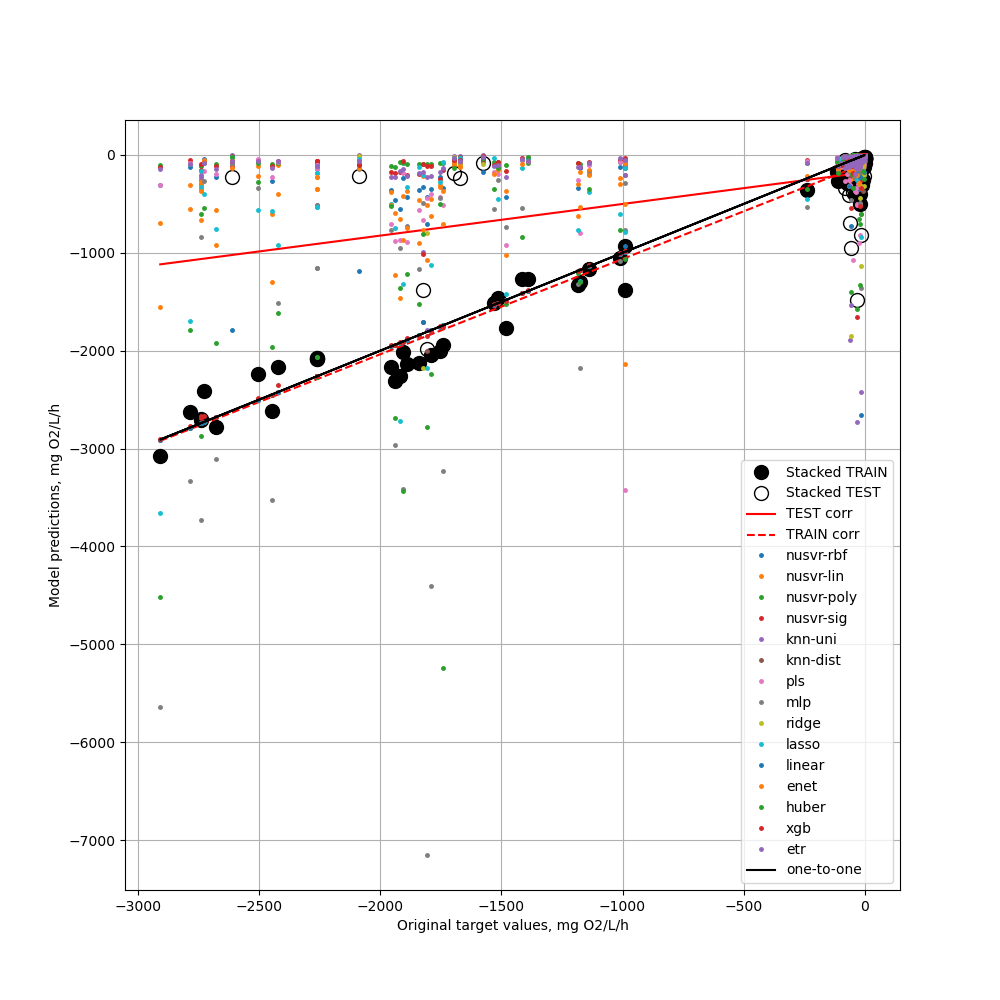 0
−1000
−2000
−3000
−4000
−5000
−6000
−7000
Model predictions, mg O2/L/h
−3000
−2500
−2000
−1500
−1000
−500
0
Original target values, mg O2/L/h
Stacked TRAIN
Stacked TEST
TEST corr
TRAIN corr
nusvr-rbf
nusvr-lin
nusvr-poly
nusvr-sig
knn-uni
knn-dist
pls
mlp
ridge
lasso
linear
enet
huber
xgb
etr
one-to-one